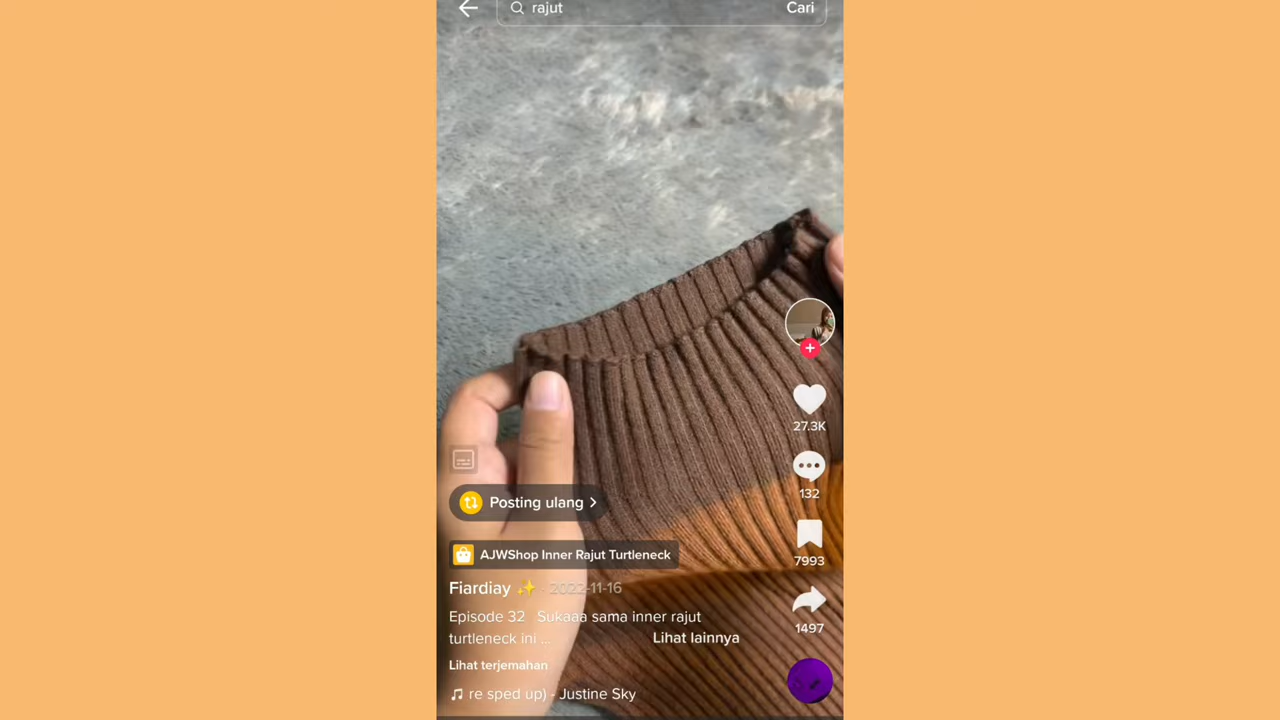 rajut
Cari
27.3K
132
Posting ulang
7993
AJWShop Inner Rajut Turtleneck
Fiardiay ✨ · 2022-11-16
Episode 32 Sukaaa sama inner rajut
turtleneck ini ...
Lihat lainnya
1497
Lihat terjemahan
re sped up) - Justine Sky